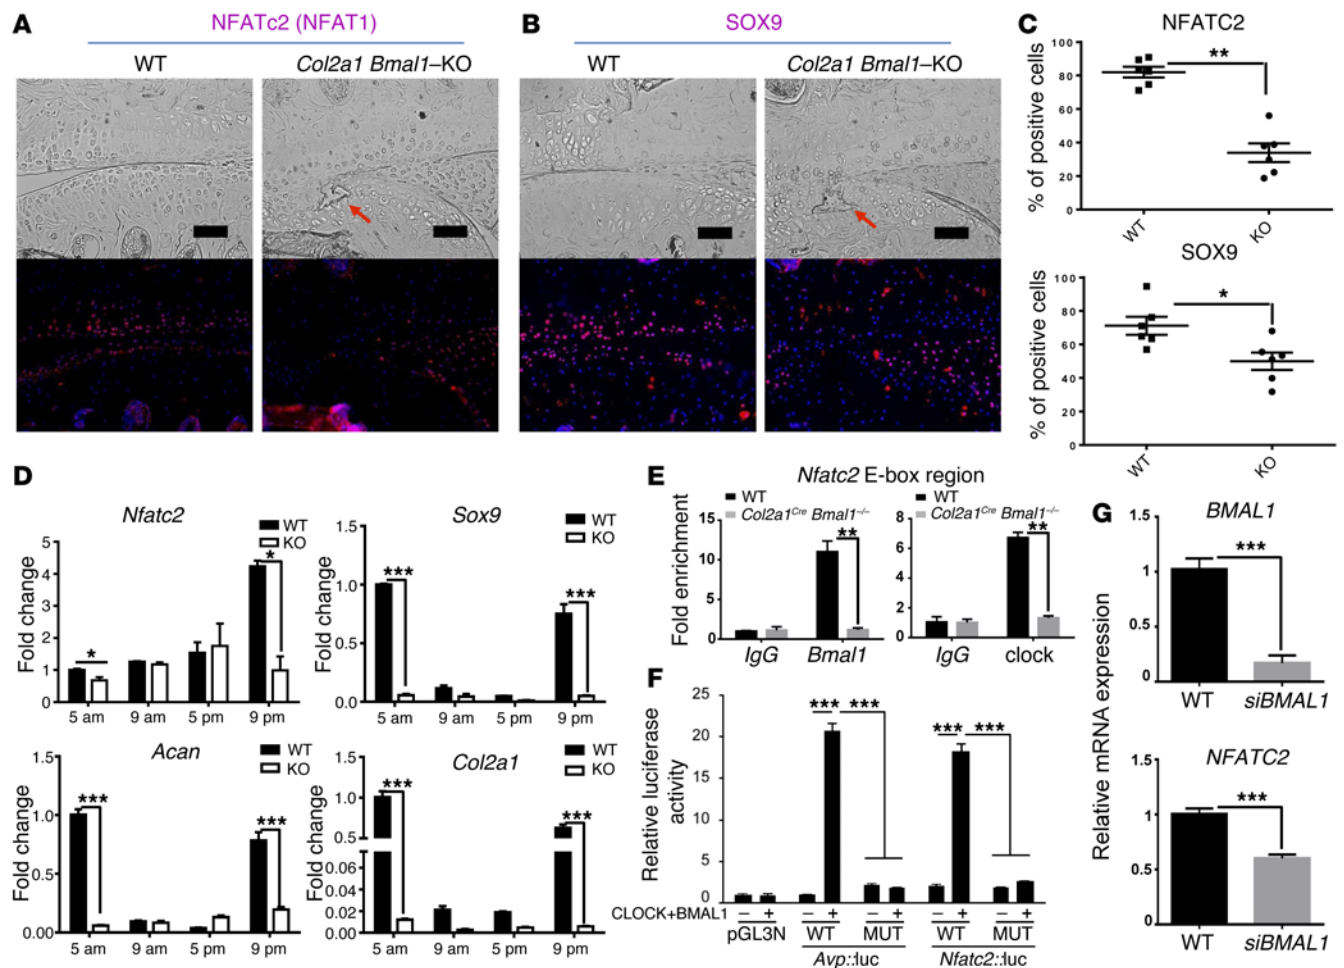 A
NFATc2 (NFAT1)
WT
Col2a1 Bmal1–KO
B
SOX9
WT
Col2a1 Bmal1–KO
C
NFATC2
% of positive cells
100
80
60
40
20
0
**
WT
KO
SOX9
% of positive cells
100
80
60
40
20
0
*
WT
KO
D
Nfatc2
WT
KO
Fold change
5
4
3
2
1
0
*
*
5 am
9 am
5 pm
9 pm
Sox9
WT
KO
Fold change
1.5
1.0
0.5
0.0
***
***
5 am
9 am
5 pm
9 pm
Acan
WT
KO
Fold change
1.5
1.0
0.5
0.00
***
***
5 am
9 am
5 pm
9 pm
Col2a1
WT
KO
Fold change
1.5
1.0
0.5
0.06
0.04
0.02
0.00
***
***
5 am
9 am
5 pm
9 pm
E
Nfatc2 E-box region
WT
Col2a1Cre Bmal1–/–
Fold enrichment
15
10
5
0
**
IgG
Bmal1
WT
Col2a1Cre Bmal1–/–
8
6
4
2
0
**
IgG
clock
F
Relative luciferase
activity
25
20
15
10
5
0
*** ***
*** ***
CLOCK+BMAL1 – + – + – + – + – +
pGL3N WT MUT WT MUT
Avp::luc Nfatc2::luc
G
Relative mRNA expression
BMAL1
1.5
1
0.5
0
***
WT
siBMAL1
NFATC2
1.5
1
0.5
0
***
WT
siBMAL1